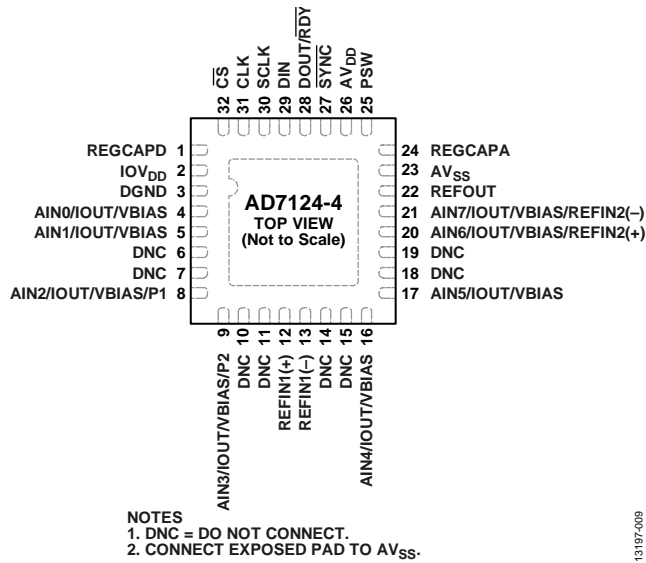 32 CS
31 CLK
30 SCLK
29 DIN
28 DOUT/RDY
27 SYNC
26 AVDD
25 PSW
REGCAPD 1
IOVDD 2
DGND 3
AIN0/IOUT/VBIAS 4
AIN1/IOUT/VBIAS 5
DNC 6
DNC 7
AIN2/IOUT/VBIAS/P1 8
AD7124-4
TOP VIEW
(Not to Scale)
24 REGCAPA
23 AVSS
22 REFOUT
21 AIN7/IOUT/VBIAS/REFIN2(–)
20 AIN6/IOUT/VBIAS/REFIN2(+)
19 DNC
18 DNC
17 AIN5/IOUT/VBIAS
AIN3/IOUT/VBIAS/P2 9
DNC 10
DNC 11
REFIN1(+) 12
REFIN1(–) 13
DNC 14
DNC 15
AIN4/IOUT/VBIAS 16
NOTES
1. DNC = DO NOT CONNECT.
2. CONNECT EXPOSED PAD TO AVSS.
13197-009